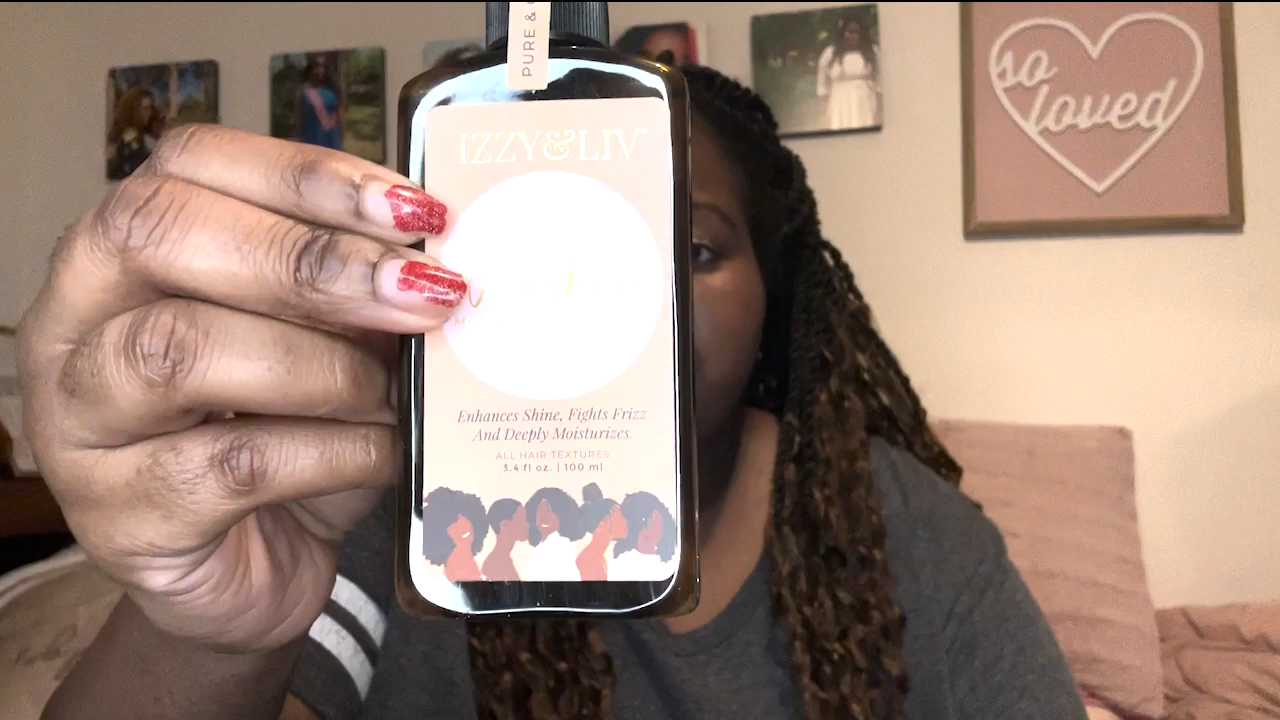 PURE &
IZZY&LIV
so
loved
Enhances Shine, Fights Frizz
And Deeply Moisturizes.
ALL HAIR TEXTURES
3.4 fl oz. | 100 ml